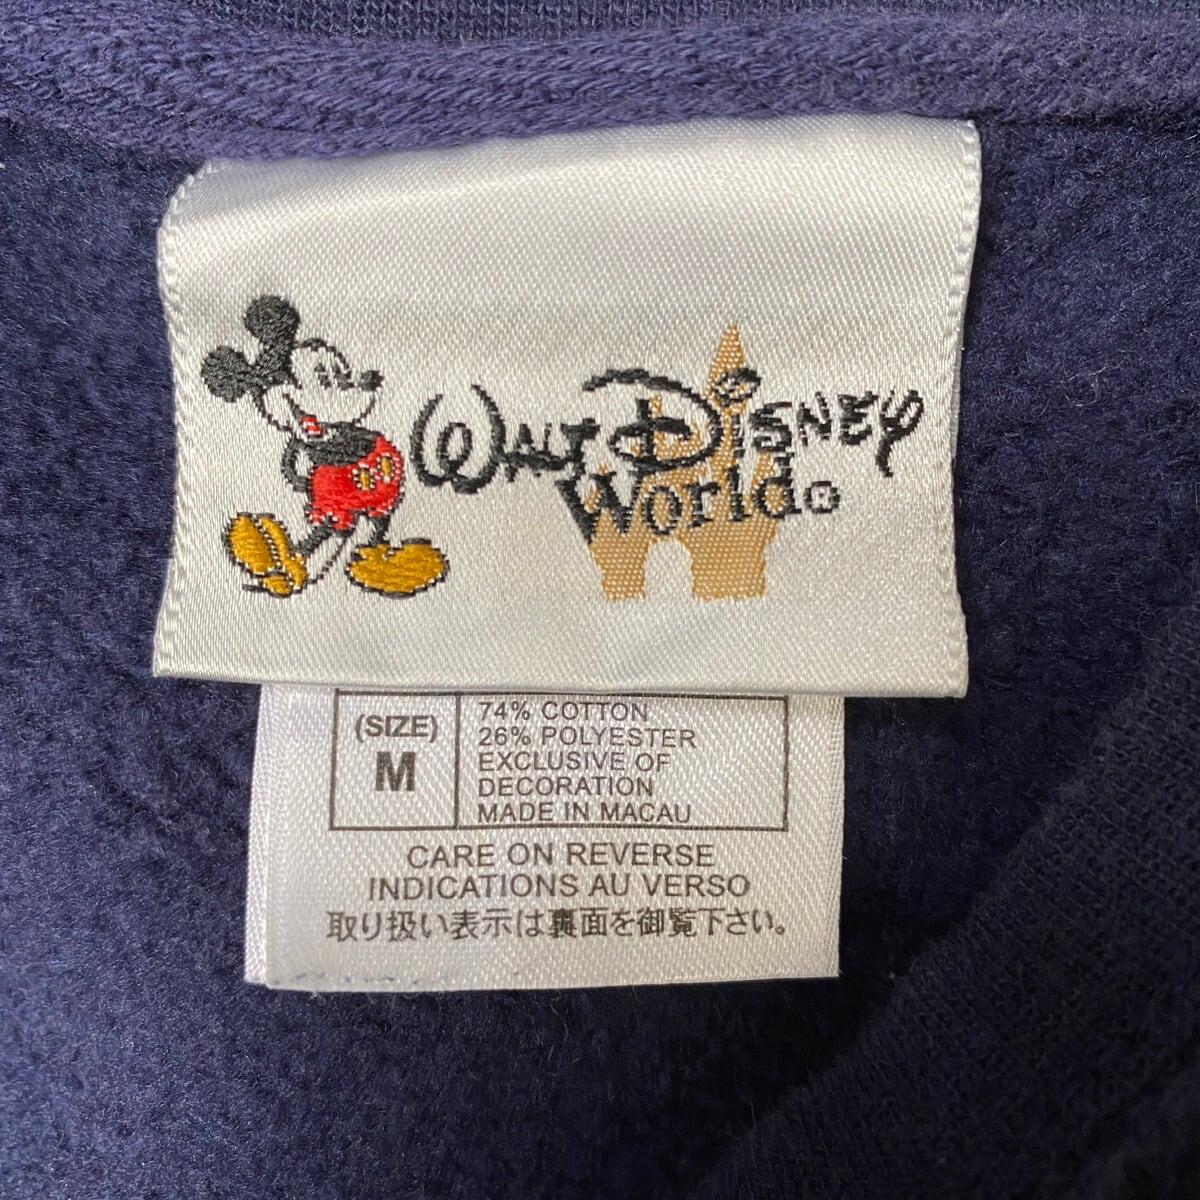 WALT DISNEY
World®
(SIZE)
M
74% COTTON
26% POLYESTER
EXCLUSIVE OF
DECORATION
MADE IN MACAU
CARE ON REVERSE
INDICATIONS AU VERSO
取り扱い表示は裏面を御覧下さい。